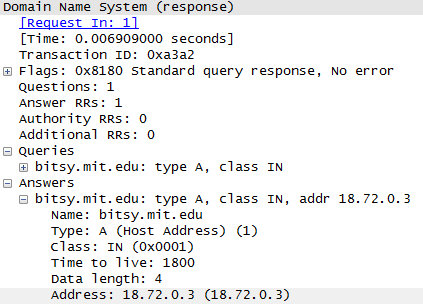 Domain Name System (response)
[Request In: 1]
[Time: 0.006909000 seconds]
Transaction ID: 0xa3a2
Flags: 0x8180 Standard query response, No error
Questions: 1
Answer RRs: 1
Authority RRs: 0
Additional RRs: 0
Queries
bitsy.mit.edu: type A, class IN
Answers
bitsy.mit.edu: type A, class IN, addr 18.72.0.3
Name: bitsy.mit.edu
Type: A (Host Address) (1)
Class: IN (0x0001)
Time to live: 1800
Data length: 4
Address: 18.72.0.3 (18.72.0.3)